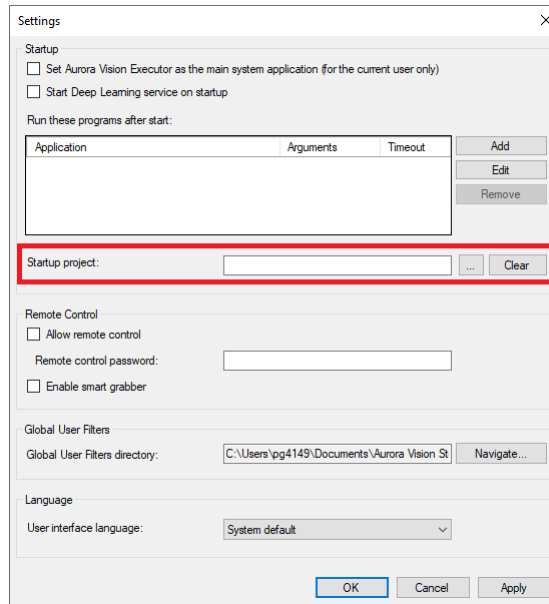 Settings
Startup
Set Aurora Vision Executor as the main system application (for the current user only)
Start Deep Learning service on startup
Run these programs after start:
Application Arguments Timeout
Add
Edit
Remove
Startup project: ... Clear
Remote Control
Allow remote control
Remote control password:
Enable smart grabber
Global User Filters
Global User Filters directory: C:\Users\pg4149\Documents\Aurora Vision St Navigate...
Language
User interface language: System default
OK Cancel Apply